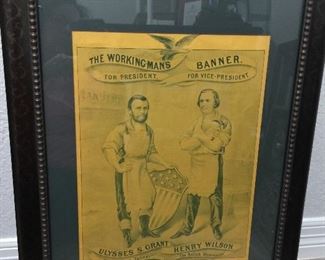 THE WORKINGMAN'S BANNER.
FOR PRESIDENT, FOR VICE-PRESIDENT
ULYSSES S. GRANT HENRY WILSON